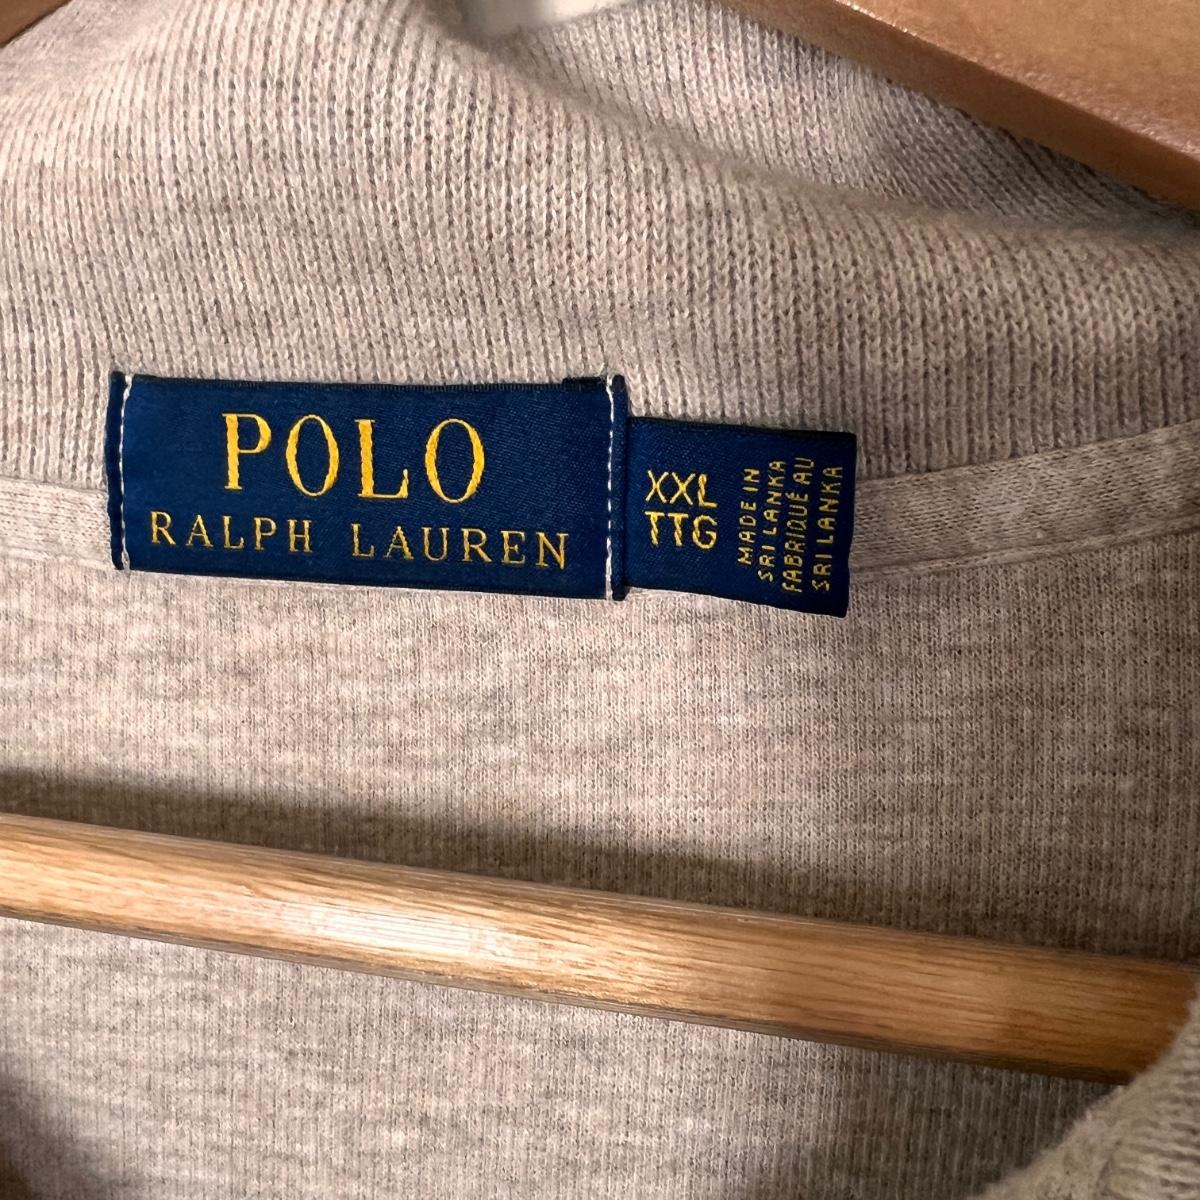 POLO
RALPH LAUREN
XXL
TTG
MADE IN
SRI LANKA
FABRIQUÉ AU
SRI LANKA